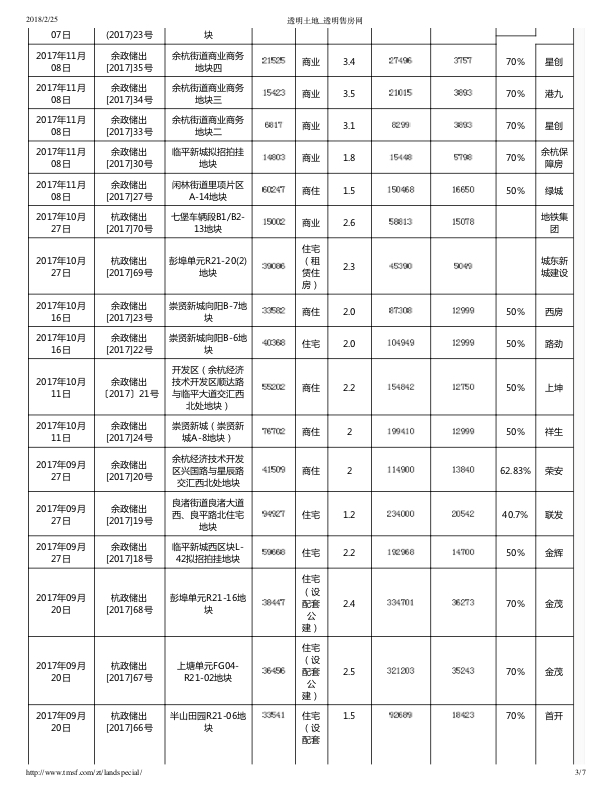 2018/2/25 透明土地_透明售房网
07日 (2017)23号 块
2017年11月 余政储出 余杭街道商业商务 21525 商业 3.4 27496 3757 70% 星创
08日 [2017]35号 地块四
2017年11月 余政储出 余杭街道商业商务 15423 商业 3.5 21015 3893 70% 港九
08日 [2017]34号 地块三
2017年11月 余政储出 余杭街道商业商务 6817 商业 3.1 8299 3893 70% 星创
08日 [2017]33号 地块二
2017年11月 余政储出 临平新城拟招拍挂 14803 商业 1.8 15448 5798 70% 余杭保
08日 [2017]30号 地块 障房
2017年11月 余政储出 闲林街道里项片区 60247 商住 1.5 150468 16650 50% 绿城
08日 [2017]27号 A-14地块
2017年10月 杭政储出 七堡车辆段B1/B2- 15002 商业 2.6 58813 15078 地铁集
27日 [2017]70号 13地块 团
2017年10月 杭政储出 彭埠单元R21-20(2) 39086 住宅 2.3 45390 5049 城东新
27日 [2017]69号 地块 （租 城建设
赁住
房）
2017年10月 余政储出 崇贤新城向阳B-7地 33582 商住 2.0 87308 12999 50% 西房
16日 [2017]23号 块
2017年10月 余政储出 崇贤新城向阳B-6地 40368 住宅 2.0 104949 12999 50% 路劲
16日 [2017]22号 块
2017年10月 余政储出 开发区（余杭经济 55202 商住 2.2 154842 12750 50% 上坤
11日 〔2017〕21号 技术开发区顺达路
与临平大道交汇西
北处地块）
2017年10月 余政储出 崇贤新城（崇贤新 76702 商住 2 199410 12999 50% 祥生
11日 [2017]24号 城A-8地块）
2017年09月 余政储出 余杭经济技术开发 41509 商住 2 114900 13840 62.83% 荣安
27日 [2017]20号 区兴国路与星辰路
交汇西北处地块
2017年09月 余政储出 良渚街道良渚大道 94927 住宅 1.2 234000 20542 40.7% 联发
27日 [2017]19号 西、良平路北住宅
地块
2017年09月 余政储出 临平新城西区块L- 59668 住宅 2.2 192968 14700 50% 金辉
27日 [2017]18号 42拟招拍挂地块
2017年09月 杭政储出 彭埠单元R21-16地 38447 住宅 2.4 334701 36273 70% 金茂
20日 [2017]68号 块 （设
配套
公
建）
2017年09月 杭政储出 上塘单元FG04- 36456 住宅 2.5 321203 35243 70% 金茂
20日 [2017]67号 R21-02地块 （设
配套
公
建）
2017年09月 杭政储出 半山田园R21-06地 33541 住宅 1.5 92689 18423 70% 首开
20日 [2017]66号 块 （设
配套
http://www.tmsf.com/zt/landspecial/ 3/7